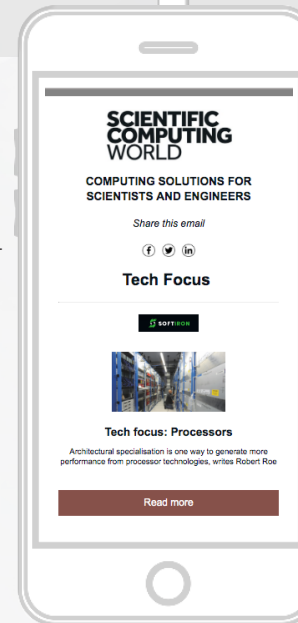 SCIENTIFIC
COMPUTING
WORLD
COMPUTING SOLUTIONS FOR
SCIENTISTS AND ENGINEERS
Share this email
Tech Focus
SOFTIRON
Tech focus: Processors
Architectural specialisation is one way to generate more
performance from processor technologies, writes Robert Roe
Read more